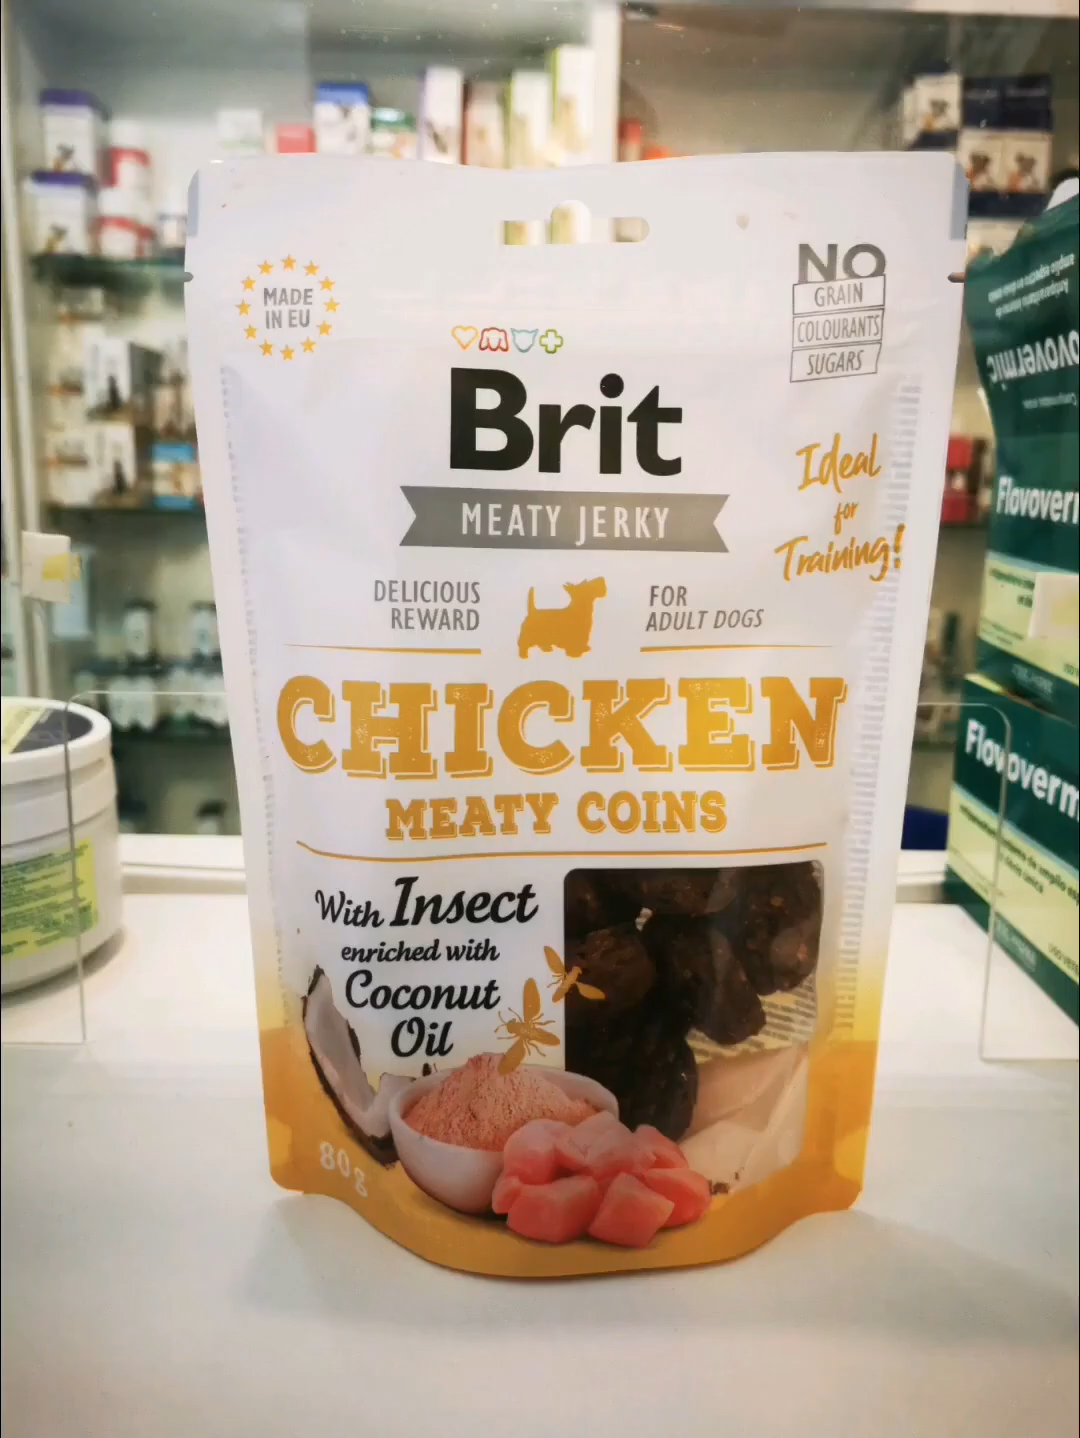 MADE
IN EU
NO
GRAIN
COLOURANTS
SUGARS
Brit
MEATY JERKY
Ideal
for
Training!
DELICIOUS
REWARD
FOR
ADULT DOGS
CHICKEN
MEATY COINS
With Insect
enriched with
Coconut
Oil
80g
Flovoverm